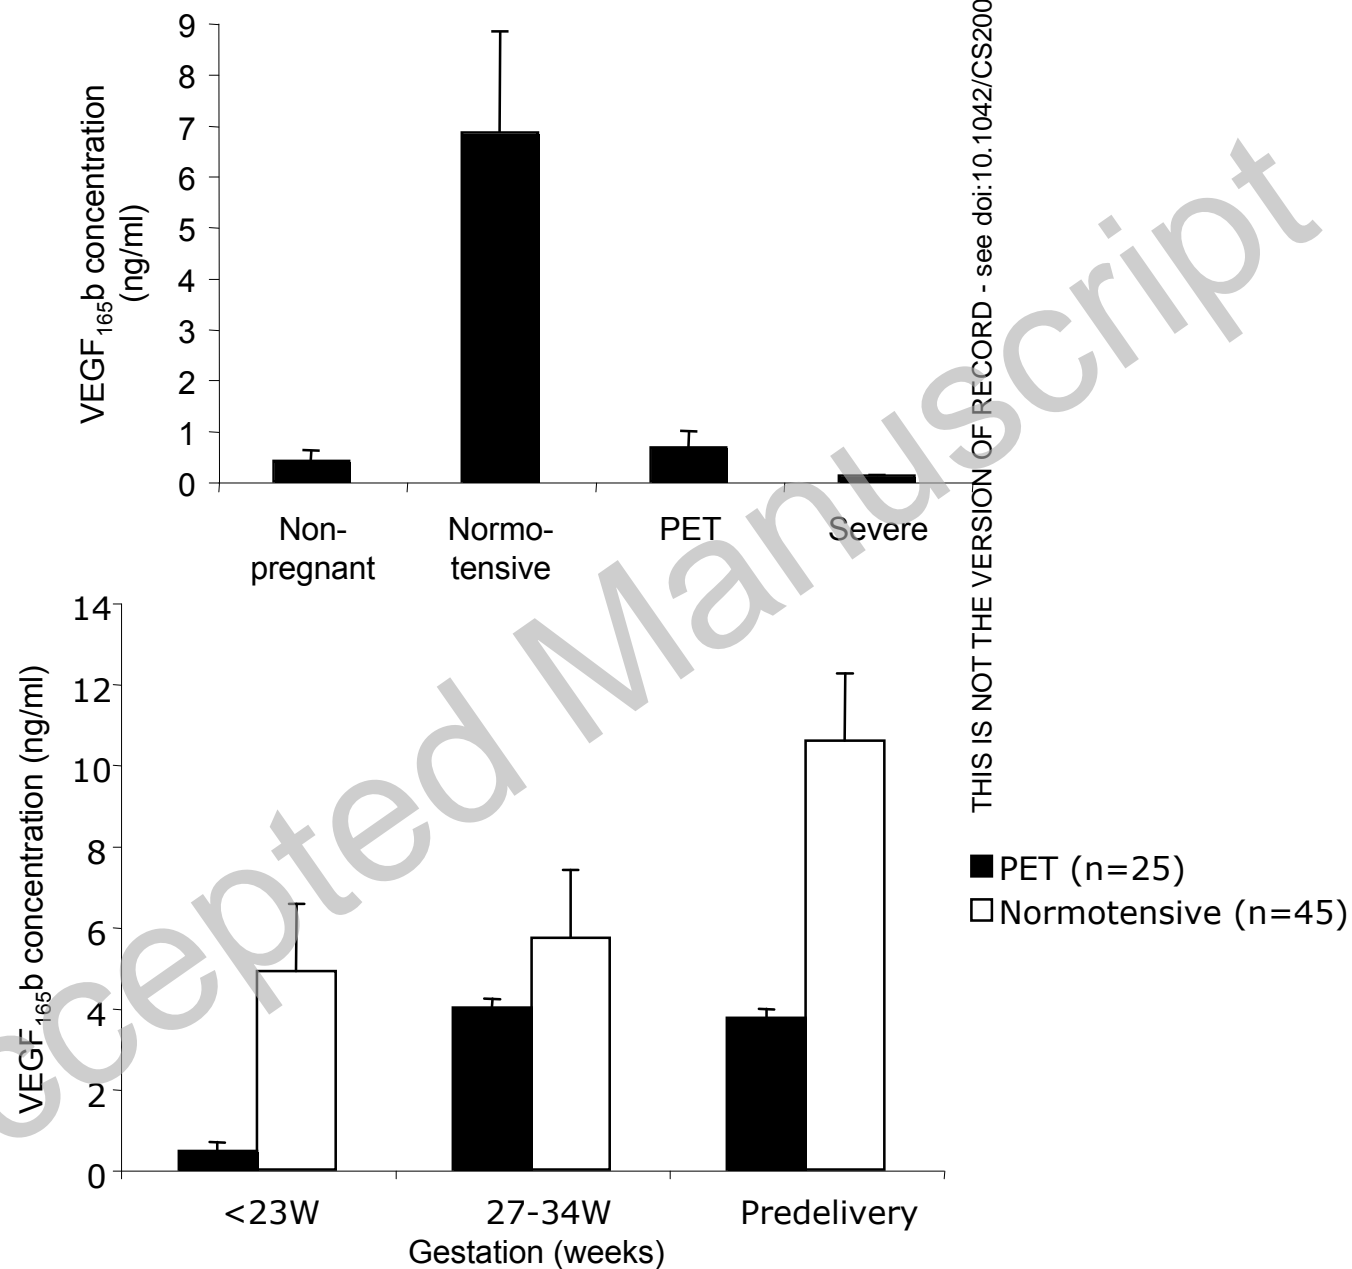 9
8
7
6
5
4
3
2
1
0
VEGF165b concentration
(ng/ml)
Non-
pregnant
Normo-
tensive
PET
Severe
14
12
10
8
6
4
2
0
VEGF165b concentration (ng/ml)
<23W
27-34W
Predelivery
Gestation (weeks)
PET (n=25)
Normotensive (n=45)
THIS IS NOT THE VERSION OF RECORD - see doi:10.1042/CS200
ccepted Manuscript